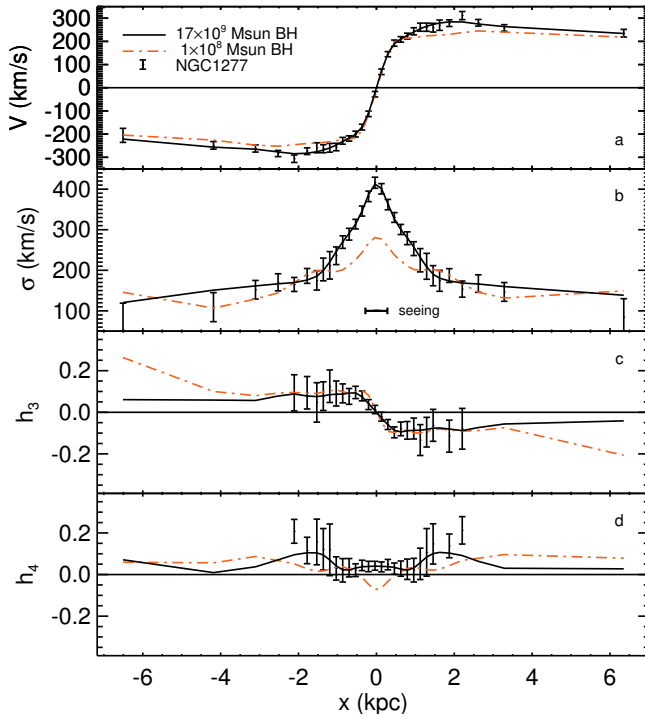 17×10⁹ Msun BH
1×10⁸ Msun BH
NGC1277
V (km/s)
300
200
100
0
-100
-200
-300
a
σ (km/s)
400
300
200
100
b
seeing
h₃
0.2
0.0
-0.2
c
h₄
0.2
0.0
-0.2
d
-6 -4 -2 0 2 4 6
x (kpc)